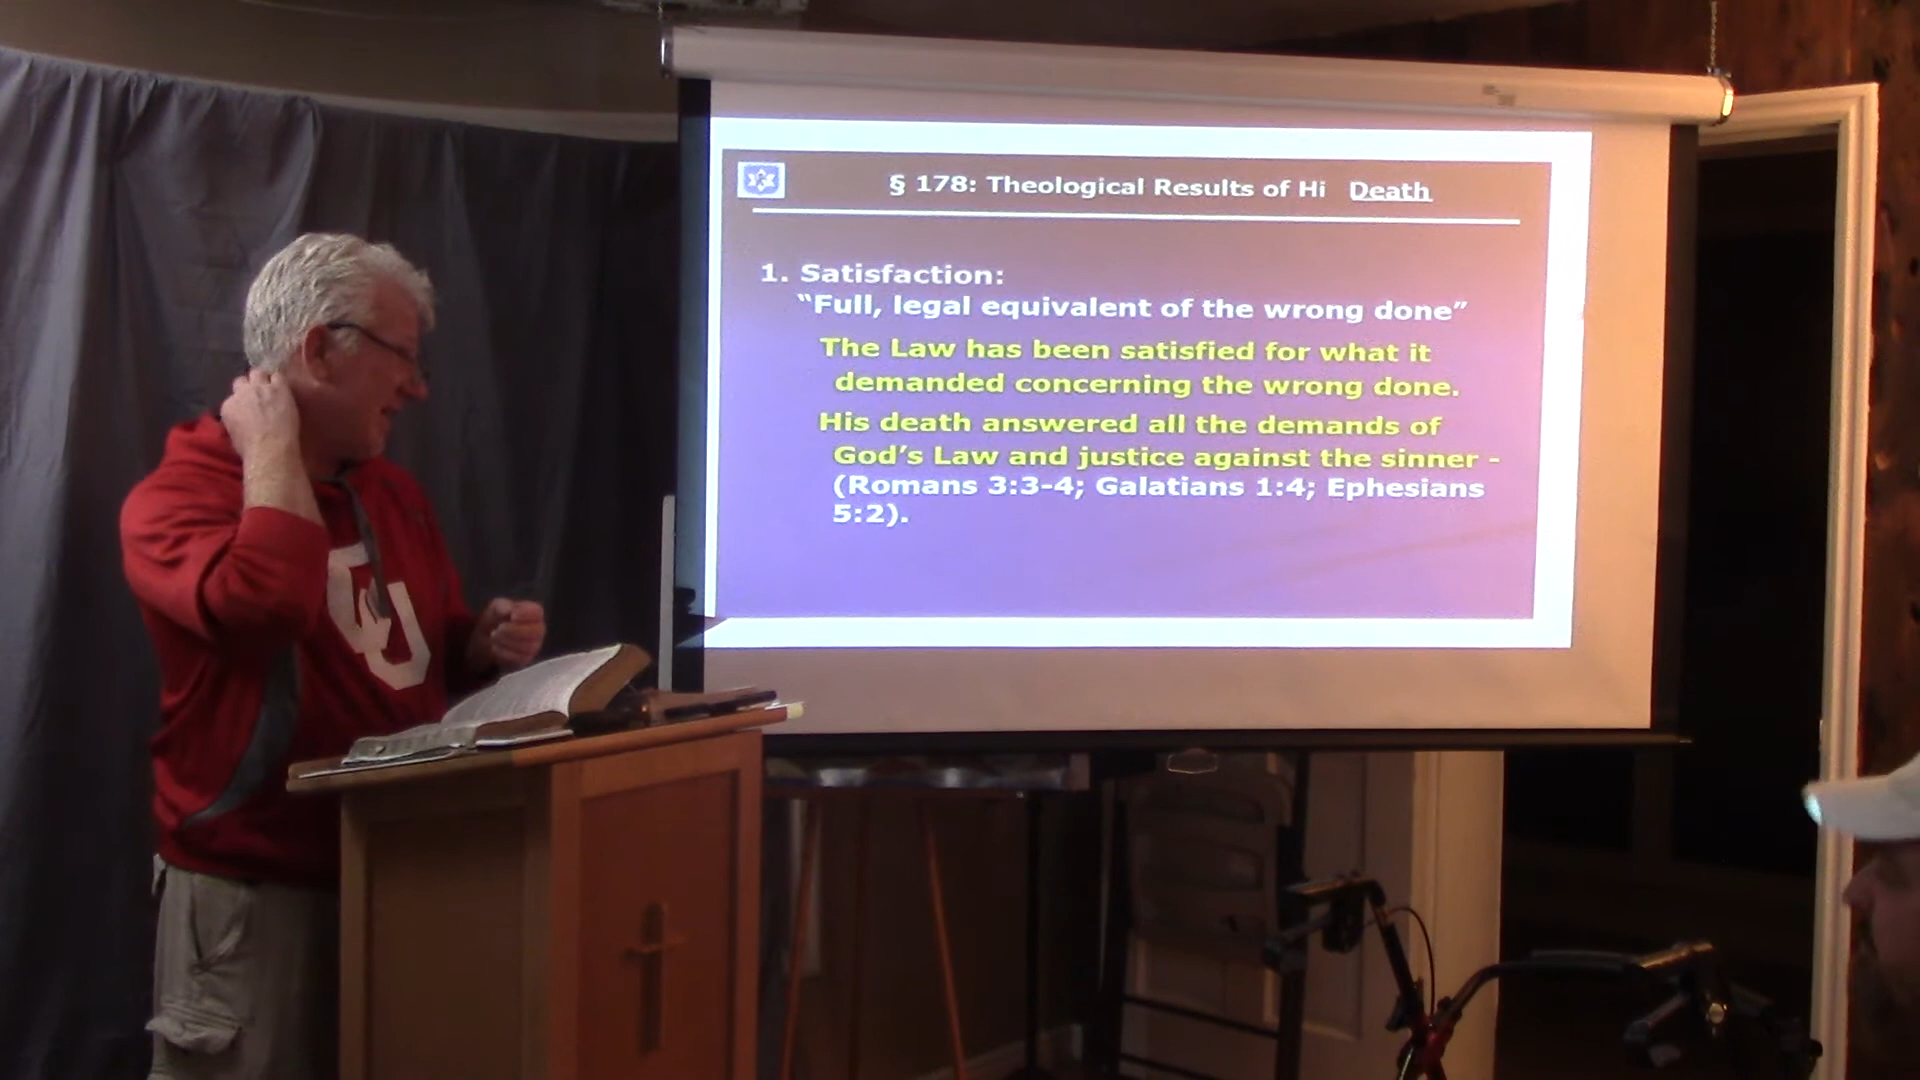 § 178: Theological Results of Hi Death
1. Satisfaction:
“Full, legal equivalent of the wrong done”
The Law has been satisfied for what it
demanded concerning the wrong done.
His death answered all the demands of
God’s Law and justice against the sinner -
(Romans 3:3-4; Galatians 1:4; Ephesians
5:2).
OU